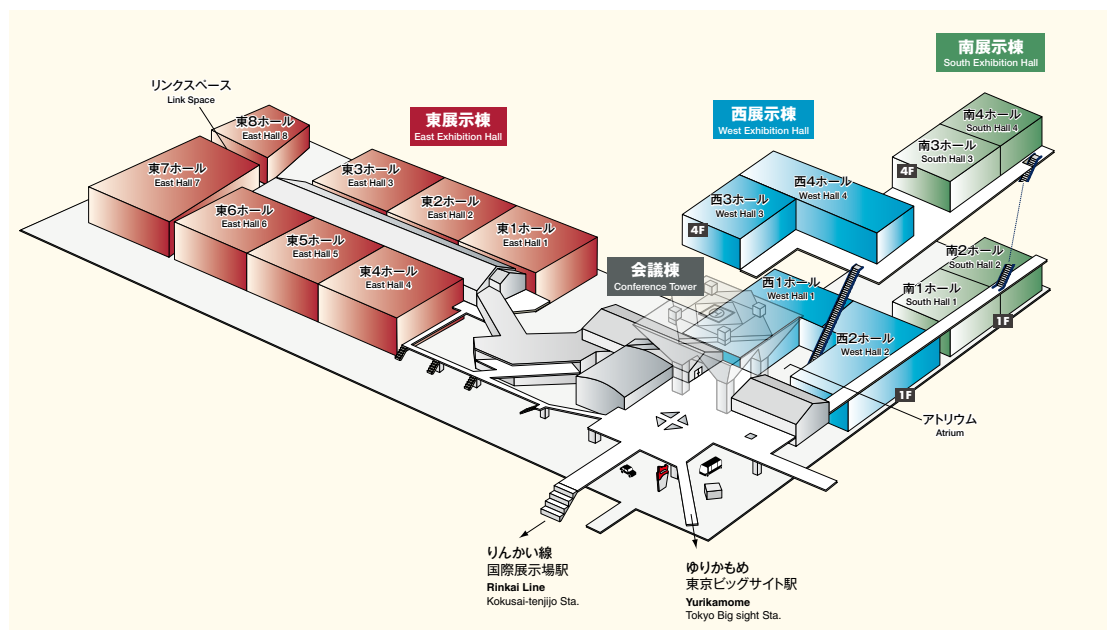 南展示棟
South Exhibition Hall
リンクスペース
Link Space
東展示棟
East Exhibition Hall
西展示棟
West Exhibition Hall
東8ホール
East Hall 8
東7ホール
East Hall 7
東6ホール
East Hall 6
東5ホール
East Hall 5
東4ホール
East Hall 4
東3ホール
East Hall 3
東2ホール
East Hall 2
東1ホール
East Hall 1
南4ホール
South Hall 4
南3ホール
South Hall 3
4F
西4ホール
West Hall 4
西3ホール
West Hall 3
4F
南2ホール
South Hall 2
南1ホール
South Hall 1
1F
会議棟
Conference Tower
西1ホール
West Hall 1
西2ホール
West Hall 2
1F
アトリウム
Atrium
りんかい線
国際展示場駅
Rinkai Line
Kokusai-tenjijo Sta.
ゆりかもめ
東京ビッグサイト駅
Yurikamome
Tokyo Big sight Sta.